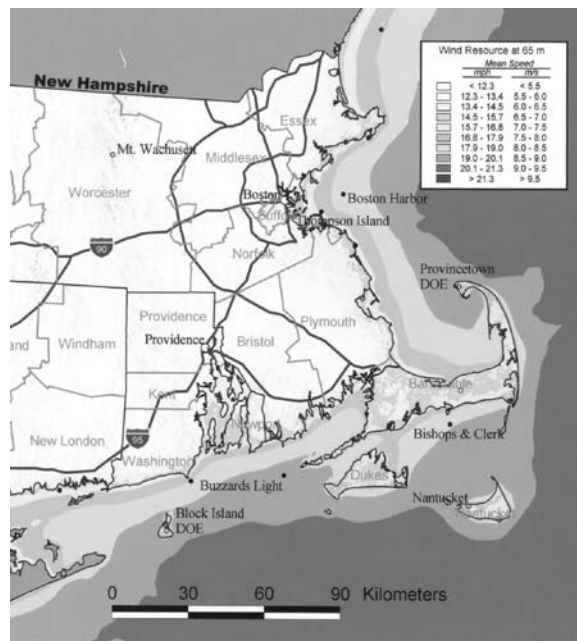 New Hampshire
Wind Resource at 65 m
Mean Speed
mph m/s
< 12.3 < 5.5
12.3 - 13.4 5.5 - 6.0
13.4 - 14.5 6.0 - 6.5
14.5 - 15.7 6.5 - 7.0
15.7 - 16.8 7.0 - 7.5
16.8 - 17.9 7.5 - 8.0
17.9 - 19.0 8.0 - 8.5
19.0 - 20.1 8.5 - 9.0
20.1 - 21.3 9.0 - 9.5
> 21.3 > 9.5
Essex
Mt. Wachusett
Middlesex
Worcester
Boston
Boston Harbor
Suffolk
Thompson Island
90
Norfolk
Provincetown
DOE
Providence
Plymouth
Windham
Providence
Bristol
Barnstable
Kent
Newport
Bishops & Clerk
New London
95
Washington
Dukes
Buzzards Light
Nantucket
Nantucket
Block Island
DOE
0 30 60 90 Kilometers